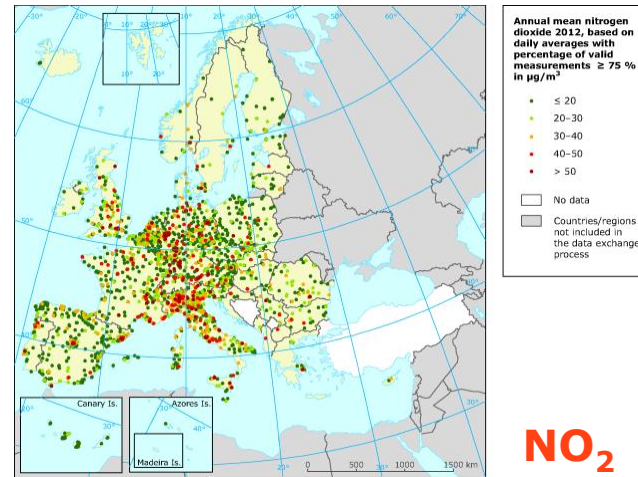 Annual mean nitrogen
dioxide 2012, based on
daily averages with
percentage of valid
measurements ≥ 75 %
in µg/m³
≤ 20
20–30
30–40
40–50
> 50
No data
Countries/regions
not included in
the data exchange
process
Canary Is.
Azores Is.
Madeira Is.
0 500 1000 1500 km
NO₂